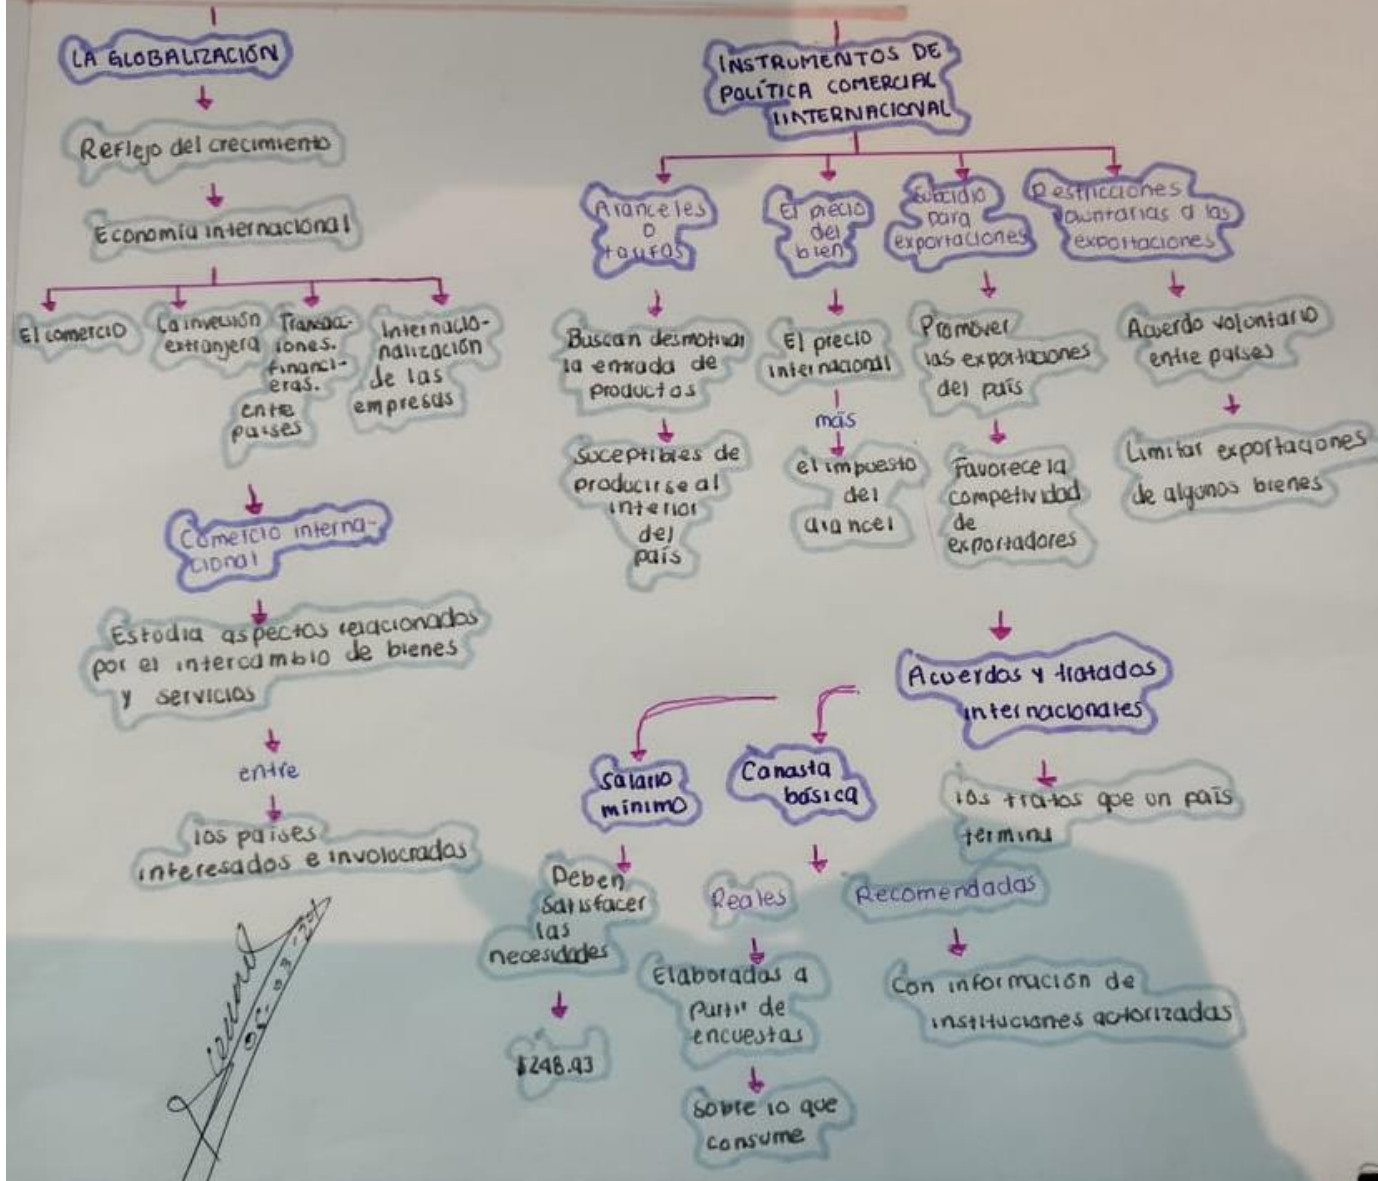 LA GLOBALIZACIÓN
Reflejo del crecimiento
Economía internacional
El comercio
La inversión
extranjera
Transac-
iones.
financi-
eras.
entre
países
Internacio-
nalización
de las
empresas
Comercio interna-
cional
Estudia aspectos relacionados
por el intercambio de bienes
y servicios
entre
los países
interesados e involocrados
INSTRUMENTOS DE
POLÍTICA COMERCIAL
IINTERNACIONAL
Aranceles
o
tarifas
Buscan desmotivar
la entrada de
productos
Suceptibles de
producirse al
interior
del
país
El precio
del
bien
El precio
internacional
más
el impuesto
del
arancel
Subcidio
para
exportaciones
Promover
las exportaciones
del país
Favorece la
competividad
de
exportadores
Restricciones
vountarias a las
exportaciones
Acuerdo voluntario
entre países
Limitar exportaciones
de algunos bienes
Acuerdos y tratados
internacionales
los tratos que un país
termina
Salario
mínimo
Deben
satisfacer
las
necesidades
$248.93
Canasta
básica
Reales
Elaboradas a
partir de
encuestas
sobre lo que
consume
Recomendadas
Con información de
instituciones actorizadas